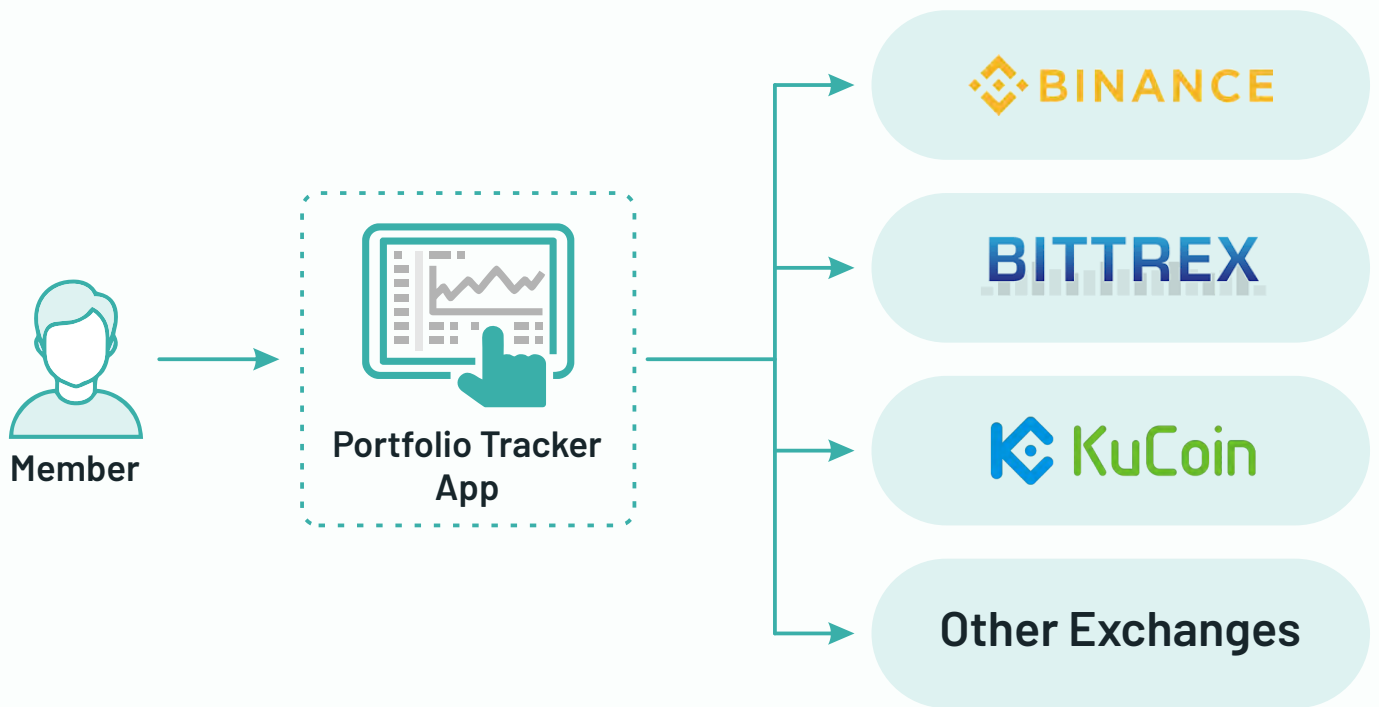 Member
Portfolio Tracker
App
BINANCE
BITTREX
KuCoin
Other Exchanges